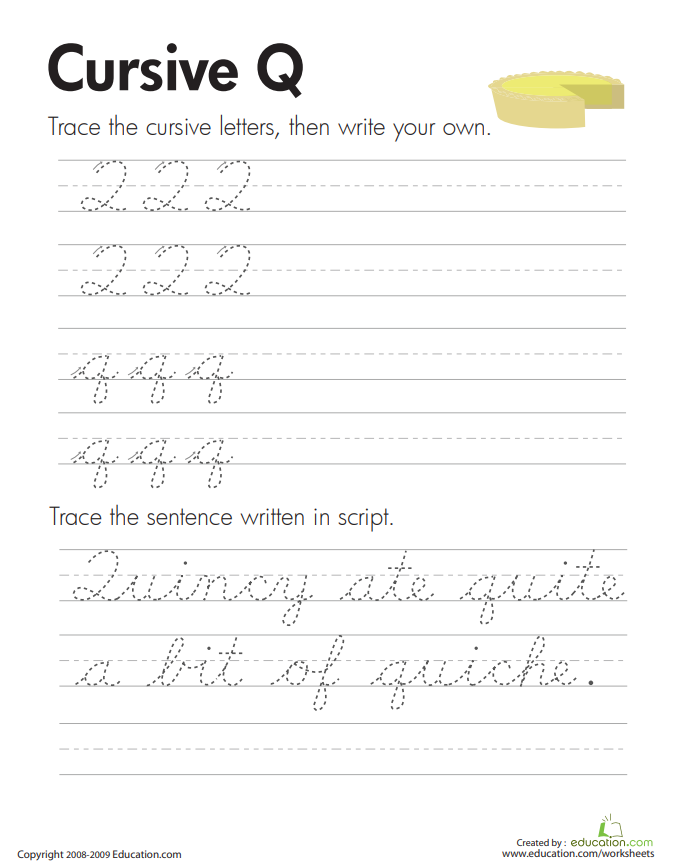 Cursive Q
Trace the cursive letters, then write your own.
Q Q Q
Q Q Q
q q q
q q q
Trace the sentence written in script.
Quincy ate quite
a bit of quiche.
Created by :
education.com
Copyright 2008-2009 Education.com
www.education.com/worksheets